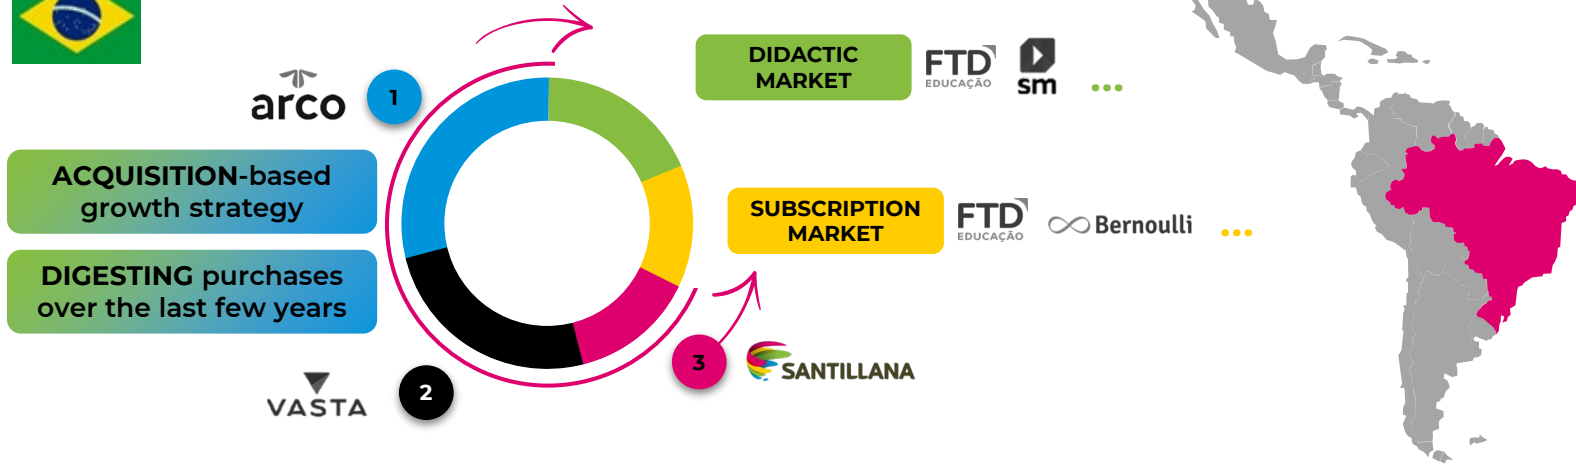 arco
1
ACQUISITION-based
growth strategy
DIGESTING purchases
over the last few years
VASTA
2
3
SANTILLANA
DIDACTIC
MARKET
FTD
EDUCAÇÃO
sm
...
SUBSCRIPTION
MARKET
FTD
EDUCAÇÃO
Bernoulli
...